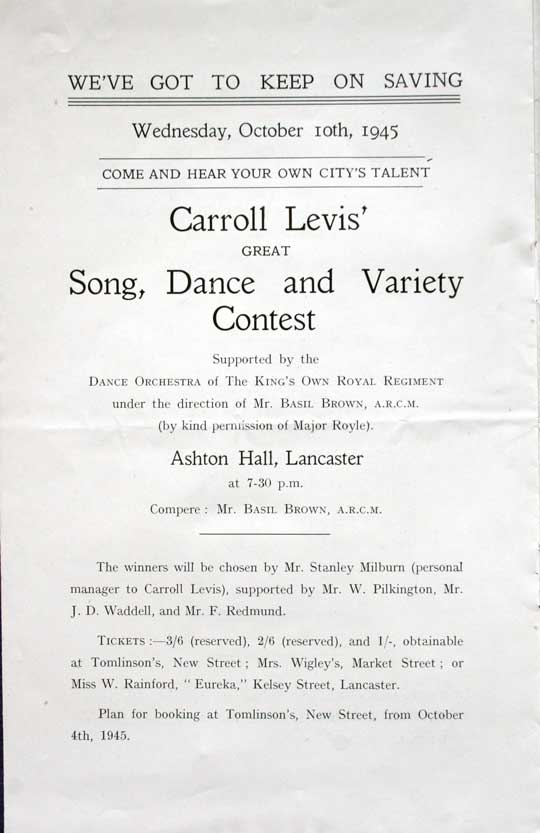 WE'VE GOT TO KEEP ON SAVING
Wednesday, October 10th, 1945
COME AND HEAR YOUR OWN CITY'S TALENT
Carroll Levis'
GREAT
Song, Dance and Variety
Contest
Supported by the
DANCE ORCHESTRA of THE KING'S OWN ROYAL REGIMENT
under the direction of Mr. BASIL BROWN, A.R.C.M.
(by kind permission of Major Royle).
Ashton Hall, Lancaster
at 7-30 p.m.
Compere : Mr. BASIL BROWN, A.R.C.M.
The winners will be chosen by Mr. Stanley Milburn (personal
manager to Carroll Levis), supported by Mr. W. Pilkington, Mr.
J. D. Waddell, and Mr. F. Redmund.
TICKETS :—3/6 (reserved), 2/6 (reserved), and 1/-, obtainable
at Tomlinson's, New Street ; Mrs. Wigley's, Market Street ; or
Miss W. Rainford, " Eureka," Kelsey Street, Lancaster.
Plan for booking at Tomlinson's, New Street, from October
4th, 1945.